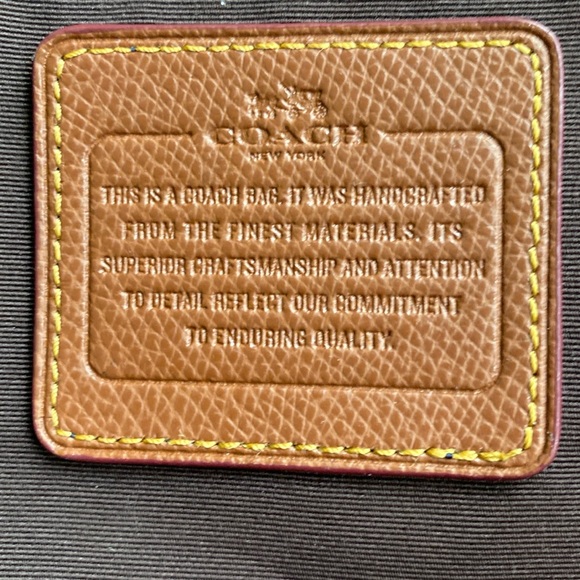 COACH
NEW YORK
THIS IS A COACH BAG. IT WAS HANDCRAFTED
FROM THE FINEST MATERIALS. ITS
SUPERIOR CRAFTSMANSHIP AND ATTENTION
TO DETAIL REFLECT OUR COMMITMENT
TO ENDURING QUALITY.